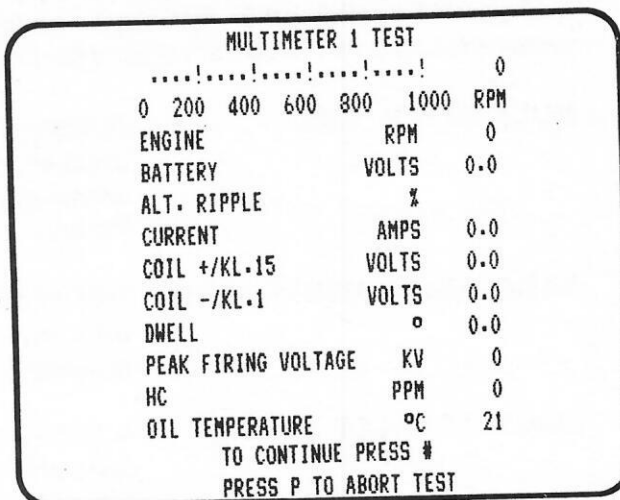 MULTIMETER 1 TEST
....!....!....!....!....! 0
0 200 400 600 800 1000 RPM
ENGINE RPM 0
BATTERY VOLTS 0.0
ALT. RIPPLE %
CURRENT AMPS 0.0
COIL +/KL.15 VOLTS 0.0
COIL -/KL.1 VOLTS 0.0
DWELL º 0.0
PEAK FIRING VOLTAGE KV 0
HC PPM 0
OIL TEMPERATURE ºC 21
TO CONTINUE PRESS #
PRESS P TO ABORT TEST